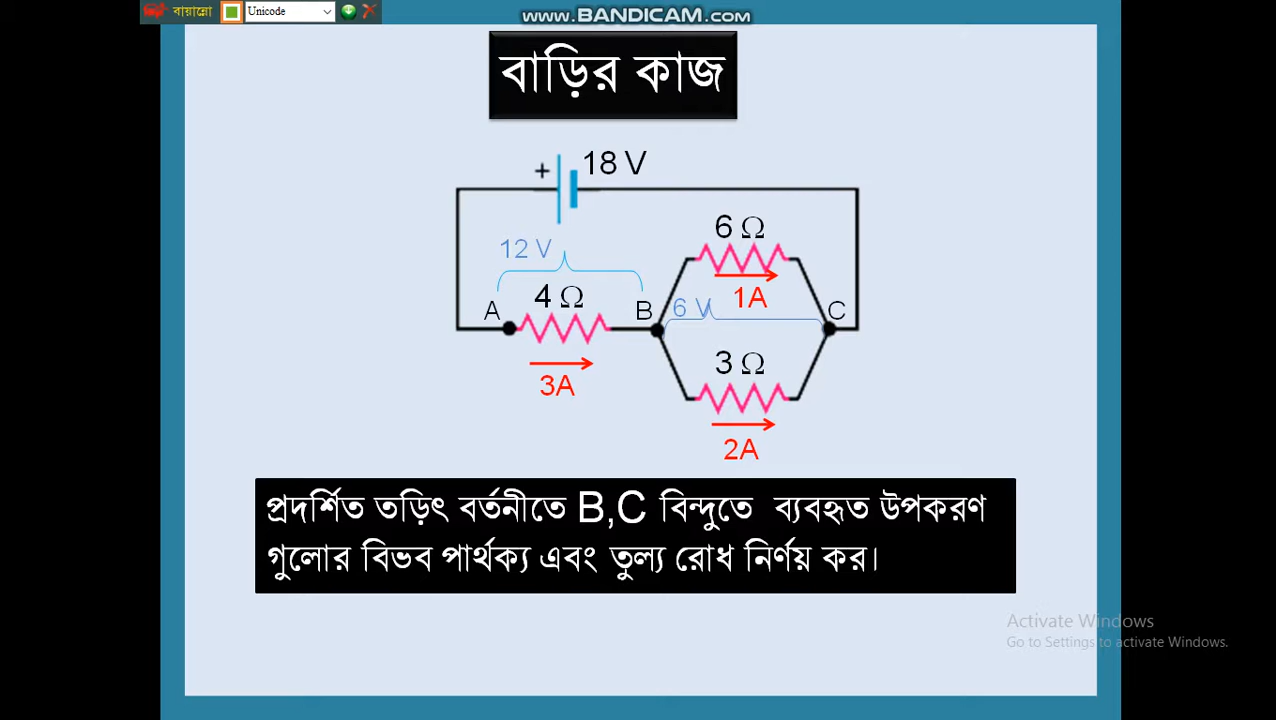 বায়ান্নো Unicode
www.BANDICAM.com
বাড়ির কাজ
+ 18 V
6 Ω
12 V
4 Ω
1A
A B 6 V C
3 Ω
3A
2A
প্রদর্শিত তড়িৎ বর্তনীতে B,C বিন্দুতে ব্যবহৃত উপকরণ
গুলোর বিভব পার্থক্য এবং তুল্য রোধ নির্ণয় কর।
Activate Windows
Go to Settings to activate Windows.